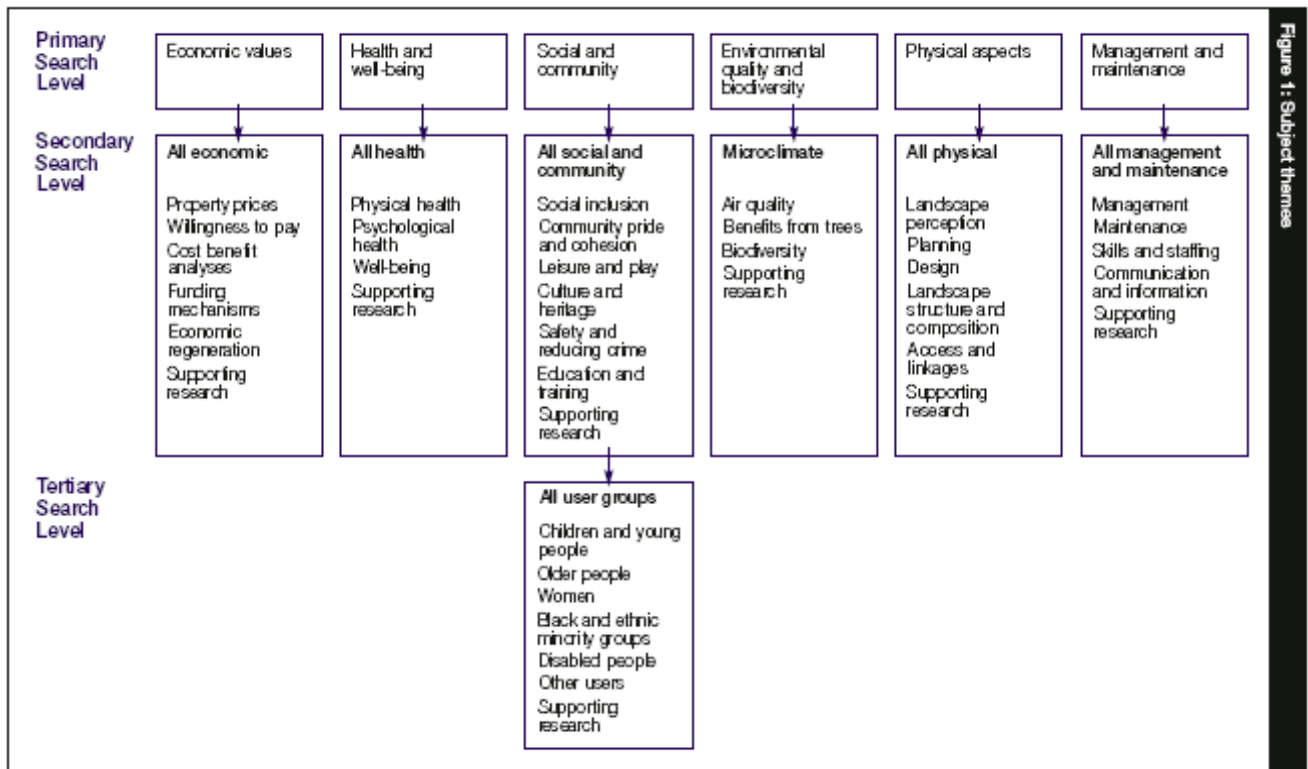 Figure 1: Subject themes
Primary
Search
Level
Economic values
Health and
well-being
Social and
community
Environmental
quality and
biodiversity
Physical aspects
Management and
maintenance
Secondary
Search
Level
All economic
Property prices
Willingness to pay
Cost benefit
analyses
Funding
mechanisms
Economic
regeneration
Supporting
research
All health
Physical health
Psychological
health
Well-being
Supporting
research
All social and
community
Social inclusion
Community pride
and cohesion
Leisure and play
Culture and
heritage
Safety and
reducing crime
Education and
training
Supporting
research
Microclimate
Air quality
Benefits from trees
Biodiversity
Supporting
research
All physical
Landscape
perception
Planning
Design
Landscape
structure and
composition
Access and
linkages
Supporting
research
All management
and maintenance
Management
Maintenance
Skills and staffing
Communication
and information
Supporting
research
Tertiary
Search
Level
All user groups
Children and young
people
Older people
Women
Black and ethnic
minority groups
Disabled people
Other users
Supporting
research